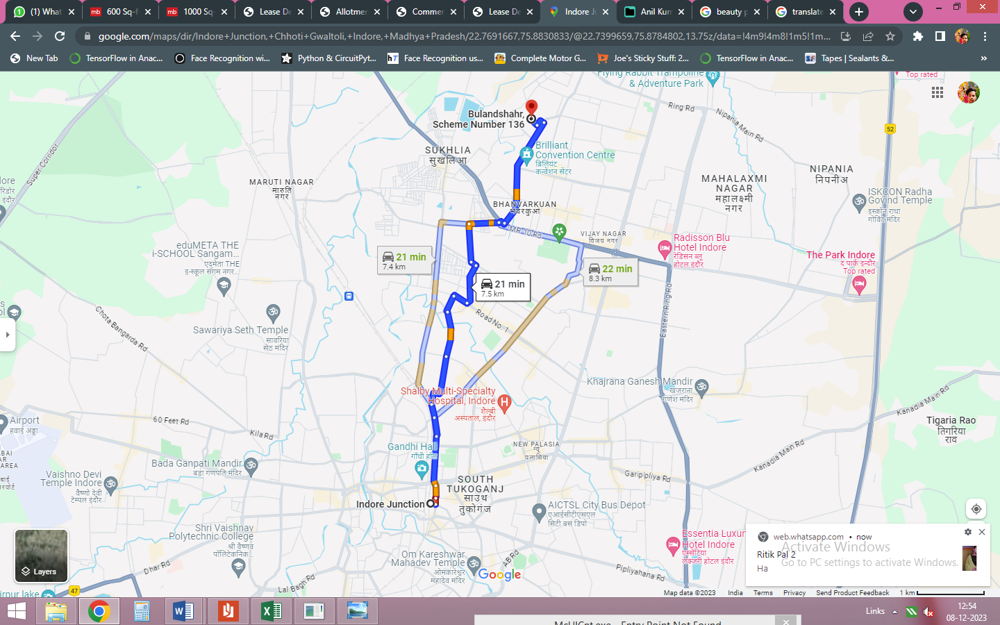 (1) What
600 Sq-f
1000 Sq-
Lease De
Allotmen
Commer
Lease De
Indore Ju
Anil Kum
beauty p
translate
google.com/maps/dir/Indore+Junction,+Chhoti+Gwaltoli,+Indore,+Madhya+Pradesh/22.7691667,75.8830833/@22.7399659,75.8784802,13.75z/data=!4m9!4m8!1m5!1m...
New Tab
TensorFlow in Anac...
Face Recognition wi...
Python & CircuitPyt...
Face Recognition us...
Complete Motor G...
Joe's Sticky Stuff: 2...
TensorFlow in Anac...
Tapes | Sealants &...
»
Flying Rabbit Trampoline
& Adventure Park
Top rated
Ring Rd
Nipania Main Rd
52
Bulandshahr,
Scheme Number 136
Super Corridor
SUKHLIA
सुखलिआ
Brilliant
Convention Centre
ब्रिलियंट
कन्वेंशन सेंटर
NIPANIA
निपनीअ
MARUTI NAGAR
मारुति
नगर
MAHALAXMI
NAGAR
महालक्ष्मी
नगर
ISKCON Radha
Govind Temple
इस्कान राधा
गोविंद मंदिर
BHANVARKUAN
भंवरकुआ
MR 10 Rd
VIJAY NAGAR
विजय नगर
Radisson Blu
Hotel Indore
रेडिसन ब्लू
होटल इंदौर
eduMETA THE
i-SCHOOL Sangam...
एदुमेता THE
इ-स्कूल संगम नगर...
21 min
7.4 km
22 min
8.3 km
21 min
7.5 km
The Park Indore
द पार्क इन्दौर
Top rated
Eastern Ring Rd
Road No. 1
Chota Bangarda Rd
Sawariya Seth Temple
सावरिया
सेठ मंदिर
Khajrana Ganesh Mandir
खजराना
गणेश मंदिर
Shalby Multi-Specialty
Hospital, Indore
शैल्बी
अस्पताल, इंदौर
Kanadia Main Rd
Airport
हवाई अड्डा
60 Feet Rd
Kila Rd
Tigaria Rao
तिगरिया
राव
Gandhi Hall
गाँधी हॉल
NEW PALASIA
न्यू
पलासिया
Kanadia Main Rd
Bada Ganpati Mandir
बड़ा गणपति मंदिर
Vaishno Devi
Temple Indore
वैष्णो देवी
टेम्पल इंदौर
Garipipliya Rd
SOUTH
TUKOGANJ
साउथ
तुकोगंज
Indore Junction
AICTSL City Bus Depot
एआईसीटीएसएल
सिटी बस डिपो
Shri Vaishnav
Polytechnic College
श्री वैष्णव
पॉलिटेकनिक...
Layers
Om Kareshwar
Mahadev Temple
ओमकारेश्वर
महादेव मंदिर
AB Rd
Dhar Rd
Lal Bagh Rd
Pipliyahana Rd
Essentia Luxur
Hotel Indore
एस्सेंटिया
लक्जरी होटल इंदौर
47
Google
web.whatsapp.com • now
Ritik Pal 2
Ha
Activate Windows
Go to PC settings to activate Windows.
Map data ©2023
India
Terms
Privacy
Send Product Feedback
1 km
Links
12:54
08-12-2023